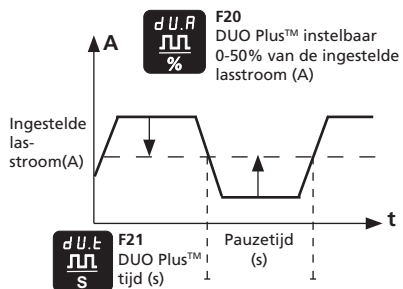 dU.A
%
F20
DUO Plus™ instelbaar
0-50% van de ingestelde
lasstroom (A)
A
Ingestelde
las-
stroom(A)
t
dU.t
S
F21
DUO Plus™
tijd (s)
Pauzetijd
(s)